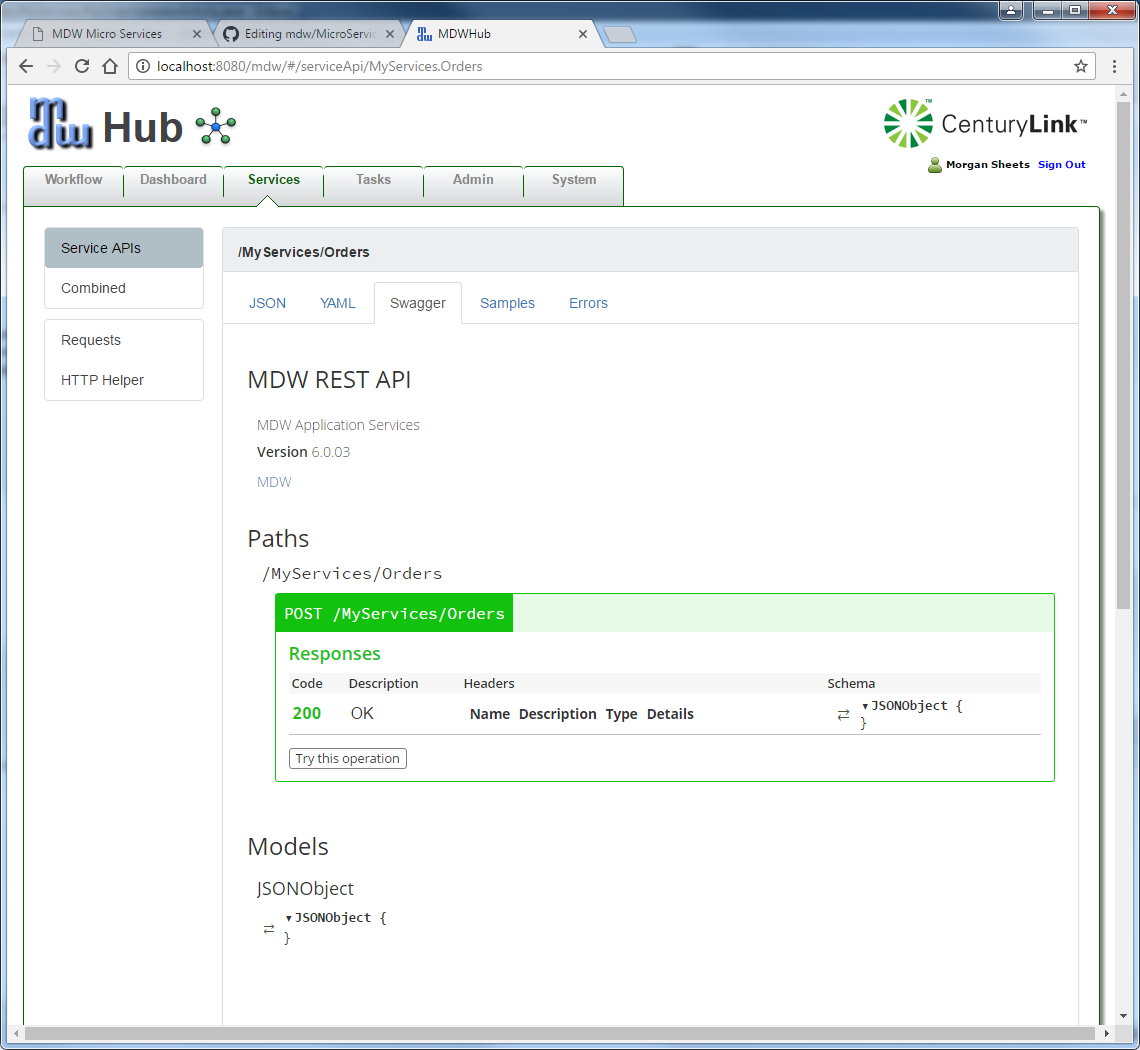 MDW Micro Services
Editing mdw/MicroServic
MDWHub
localhost:8080/mdw/#/serviceApi/MyServices.Orders
mdw Hub
CenturyLink™
Morgan Sheets Sign Out
Workflow Dashboard Services Tasks Admin System
Service APIs
Combined
Requests
HTTP Helper
/MyServices/Orders
JSON YAML Swagger Samples Errors
MDW REST API
MDW Application Services
Version 6.0.03
MDW
Paths
/MyServices/Orders
POST /MyServices/Orders
Responses
Code Description Headers Schema
200 OK Name Description Type Details ⇄ ▾JSONObject {
}
Try this operation
Models
JSONObject
⇄ ▾JSONObject {
}